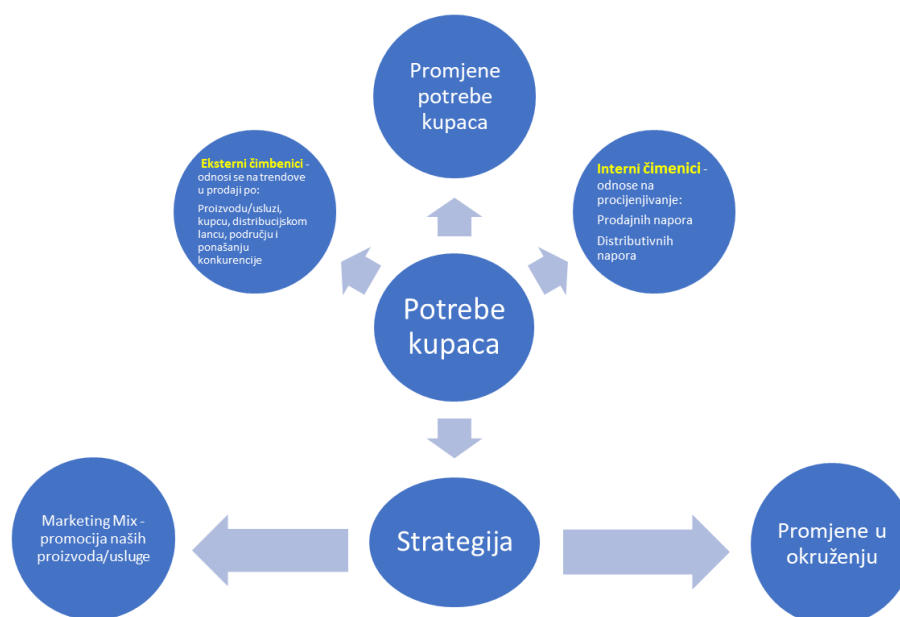 Promjene
potrebe
kupaca
Eksterni čimbenici -
odnosi se na trendove
u prodaji po:
Proizvodu/usluzi,
kupcu, distribucijskom
lancu, području i
ponašanju
konkurencije
Interni čimenici -
odnose na
procijenjivanje:
Prodajnih napora
Distributivnih
napora
Potrebe
kupaca
Marketing Mix -
promocija naših
proizvoda/usluge
Strategija
Promjene u
okruženju